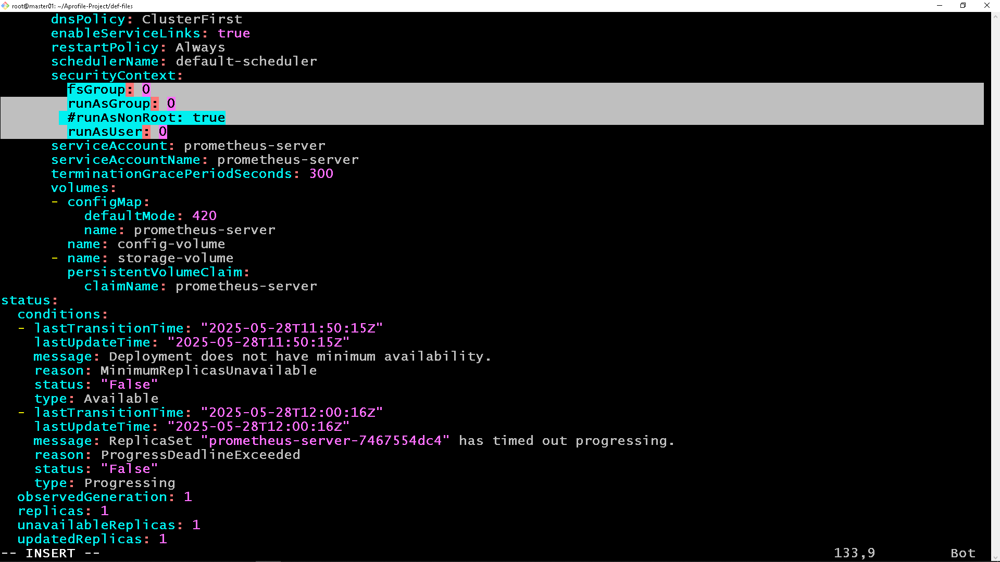 root@master01: ~/Aprofile-Project/def-files
      dnsPolicy: ClusterFirst
      enableServiceLinks: true
      restartPolicy: Always
      schedulerName: default-scheduler
      securityContext:
        fsGroup: 0
        runAsGroup: 0
        #runAsNonRoot: true
        runAsUser: 0
      serviceAccount: prometheus-server
      serviceAccountName: prometheus-server
      terminationGracePeriodSeconds: 300
      volumes:
      - configMap:
          defaultMode: 420
          name: prometheus-server
        name: config-volume
      - name: storage-volume
        persistentVolumeClaim:
          claimName: prometheus-server
status:
  conditions:
  - lastTransitionTime: "2025-05-28T11:50:15Z"
    lastUpdateTime: "2025-05-28T11:50:15Z"
    message: Deployment does not have minimum availability.
    reason: MinimumReplicasUnavailable
    status: "False"
    type: Available
  - lastTransitionTime: "2025-05-28T12:00:16Z"
    lastUpdateTime: "2025-05-28T12:00:16Z"
    message: ReplicaSet "prometheus-server-7467554dc4" has timed out progressing.
    reason: ProgressDeadlineExceeded
    status: "False"
    type: Progressing
  observedGeneration: 1
  replicas: 1
  unavailableReplicas: 1
  updatedReplicas: 1
-- INSERT -- 133,9 Bot